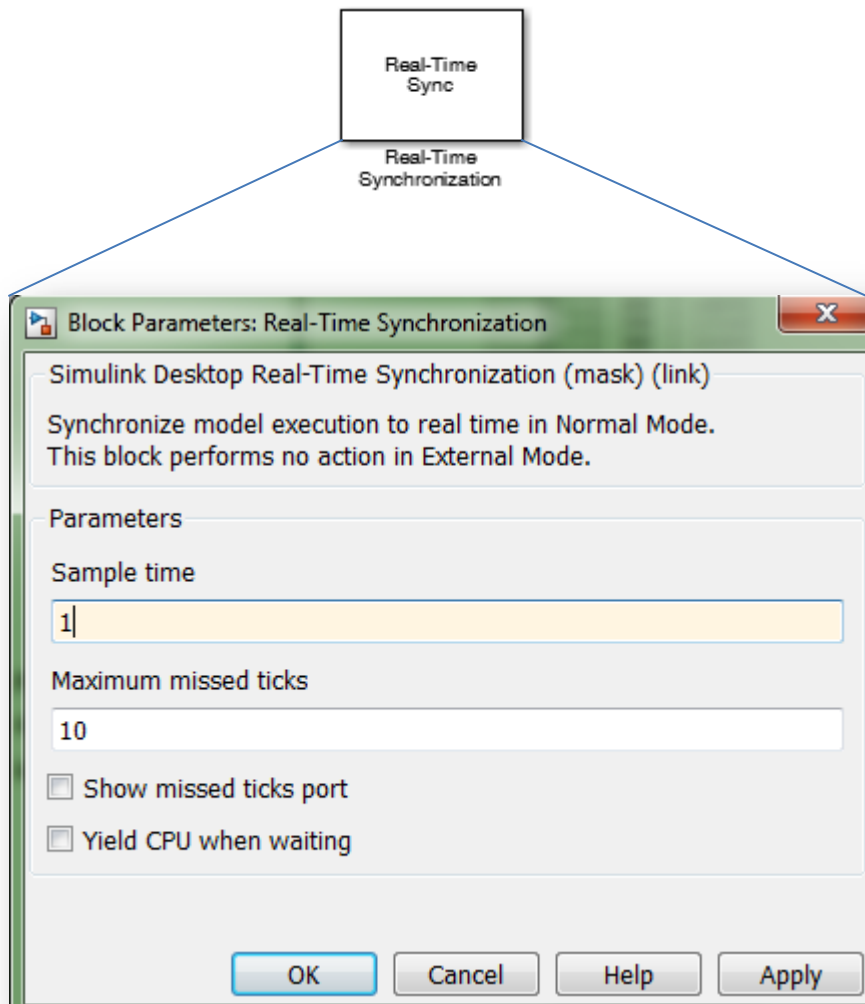 Real-Time
Sync
Real-Time
Synchronization
Block Parameters: Real-Time Synchronization
x
Simulink Desktop Real-Time Synchronization (mask) (link)
Synchronize model execution to real time in Normal Mode.
This block performs no action in External Mode.
Parameters
Sample time
1
Maximum missed ticks
10
Show missed ticks port
Yield CPU when waiting
OK Cancel Help Apply